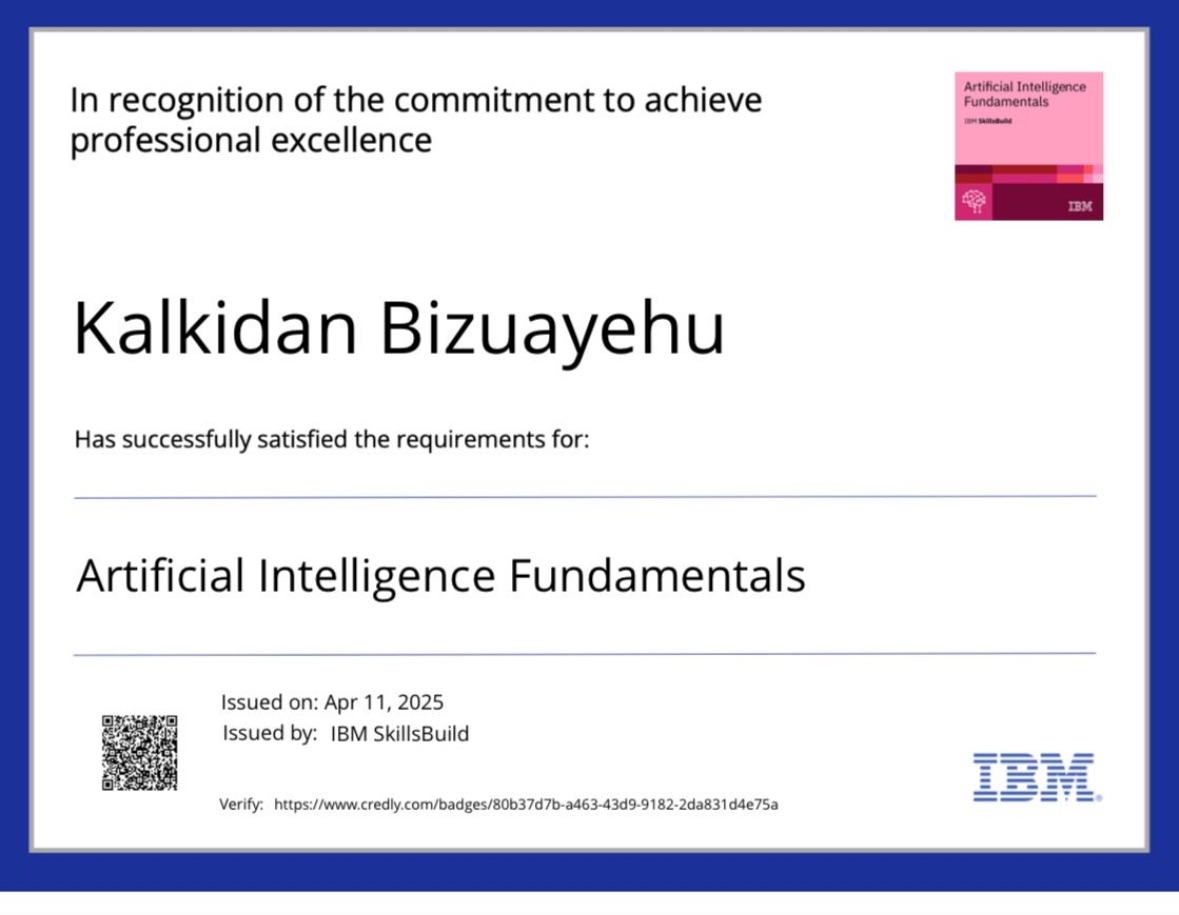 In recognition of the commitment to achieve
professional excellence
Artificial Intelligence
Fundamentals
IBM SkillsBuild
IBM
Kalkidan Bizuayehu
Has successfully satisfied the requirements for:
Artificial Intelligence Fundamentals
Issued on: Apr 11, 2025
Issued by: IBM SkillsBuild
Verify: https://www.credly.com/badges/80b37d7b-a463-43d9-9182-2da831d4e75a
IBM®